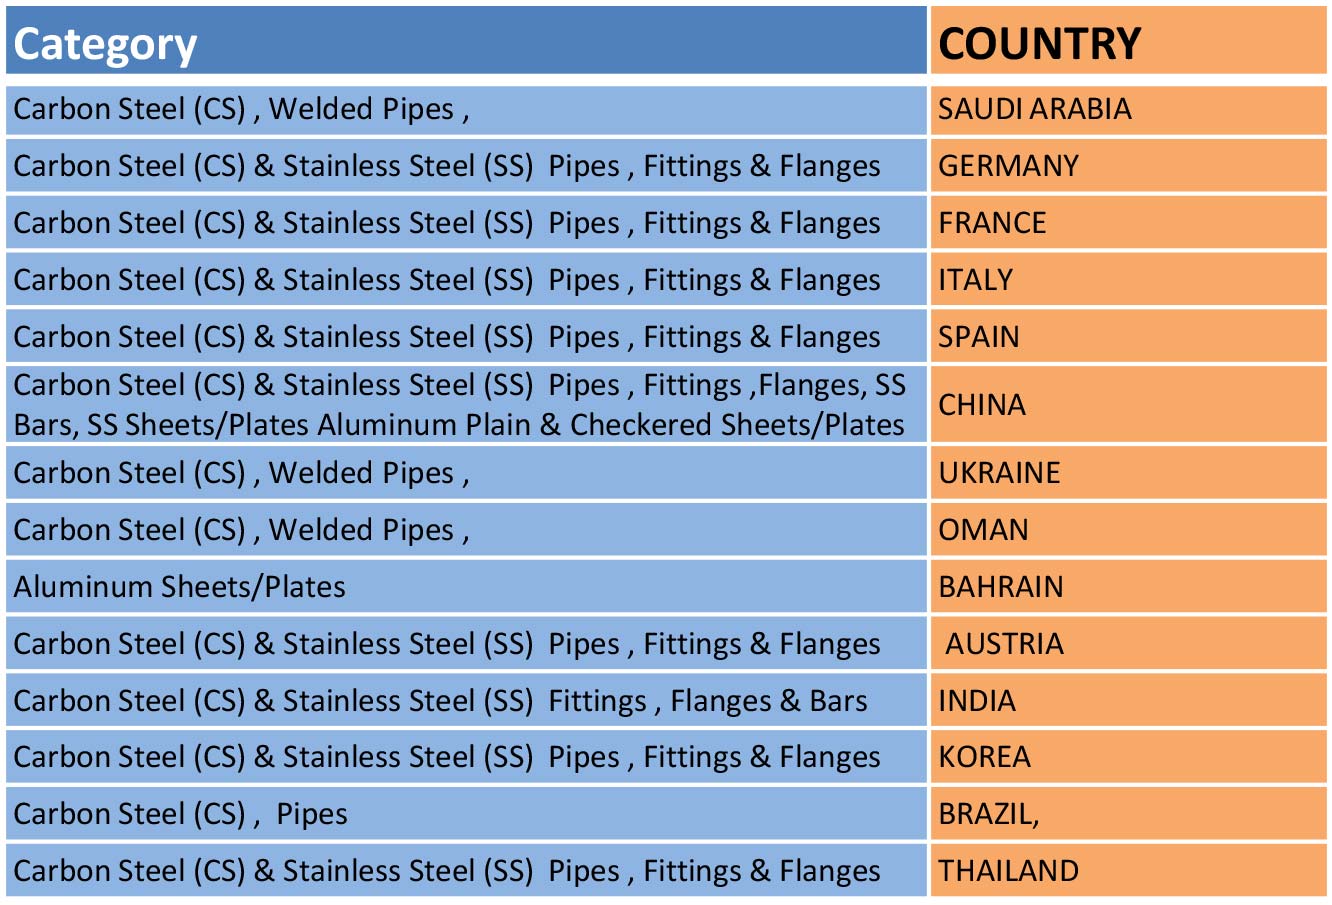 Category COUNTRY
Carbon Steel (CS) , Welded Pipes , SAUDI ARABIA
Carbon Steel (CS) & Stainless Steel (SS)  Pipes , Fittings & Flanges GERMANY
Carbon Steel (CS) & Stainless Steel (SS)  Pipes , Fittings & Flanges FRANCE
Carbon Steel (CS) & Stainless Steel (SS)  Pipes , Fittings & Flanges ITALY
Carbon Steel (CS) & Stainless Steel (SS)  Pipes , Fittings & Flanges SPAIN
Carbon Steel (CS) & Stainless Steel (SS)  Pipes , Fittings ,Flanges, SS
Bars, SS Sheets/Plates Aluminum Plain & Checkered Sheets/Plates CHINA
Carbon Steel (CS) , Welded Pipes , UKRAINE
Carbon Steel (CS) , Welded Pipes , OMAN
Aluminum Sheets/Plates BAHRAIN
Carbon Steel (CS) & Stainless Steel (SS)  Pipes , Fittings & Flanges AUSTRIA
Carbon Steel (CS) & Stainless Steel (SS)  Fittings , Flanges & Bars INDIA
Carbon Steel (CS) & Stainless Steel (SS)  Pipes , Fittings & Flanges KOREA
Carbon Steel (CS) ,  Pipes BRAZIL,
Carbon Steel (CS) & Stainless Steel (SS)  Pipes , Fittings & Flanges THAILAND